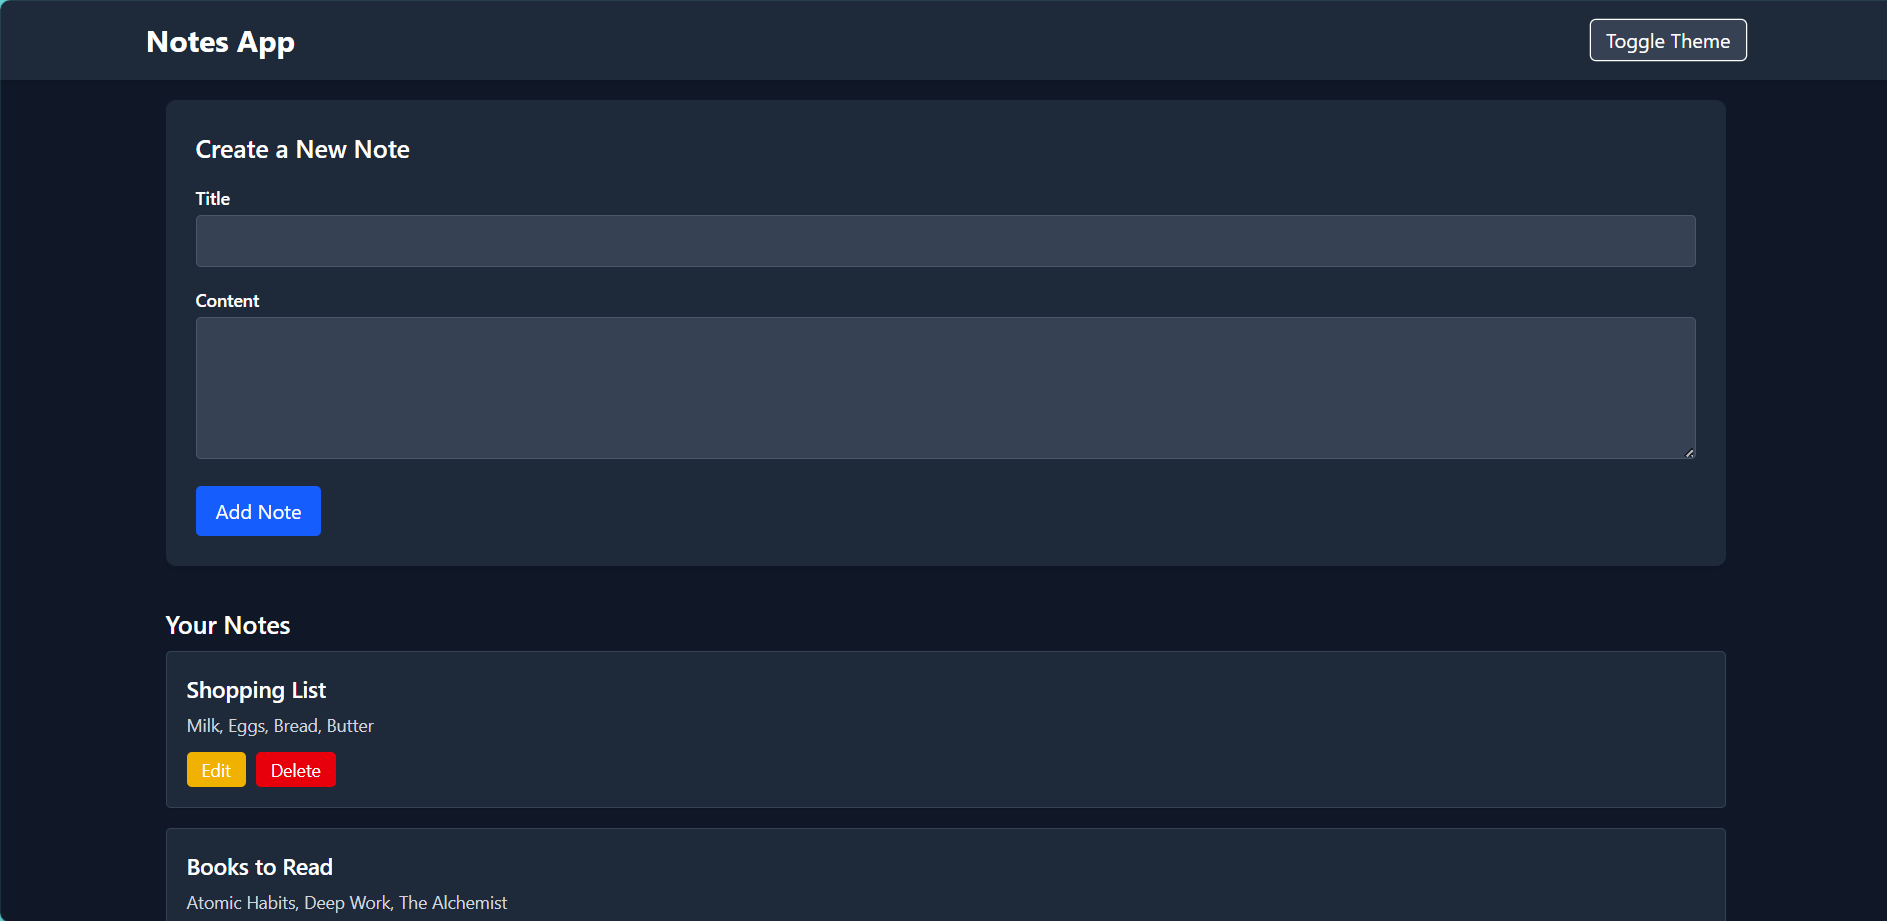 Notes App
Toggle Theme
Create a New Note
Title
Content
Add Note
Your Notes
Shopping List
Milk, Eggs, Bread, Butter
Edit Delete
Books to Read
Atomic Habits, Deep Work, The Alchemist